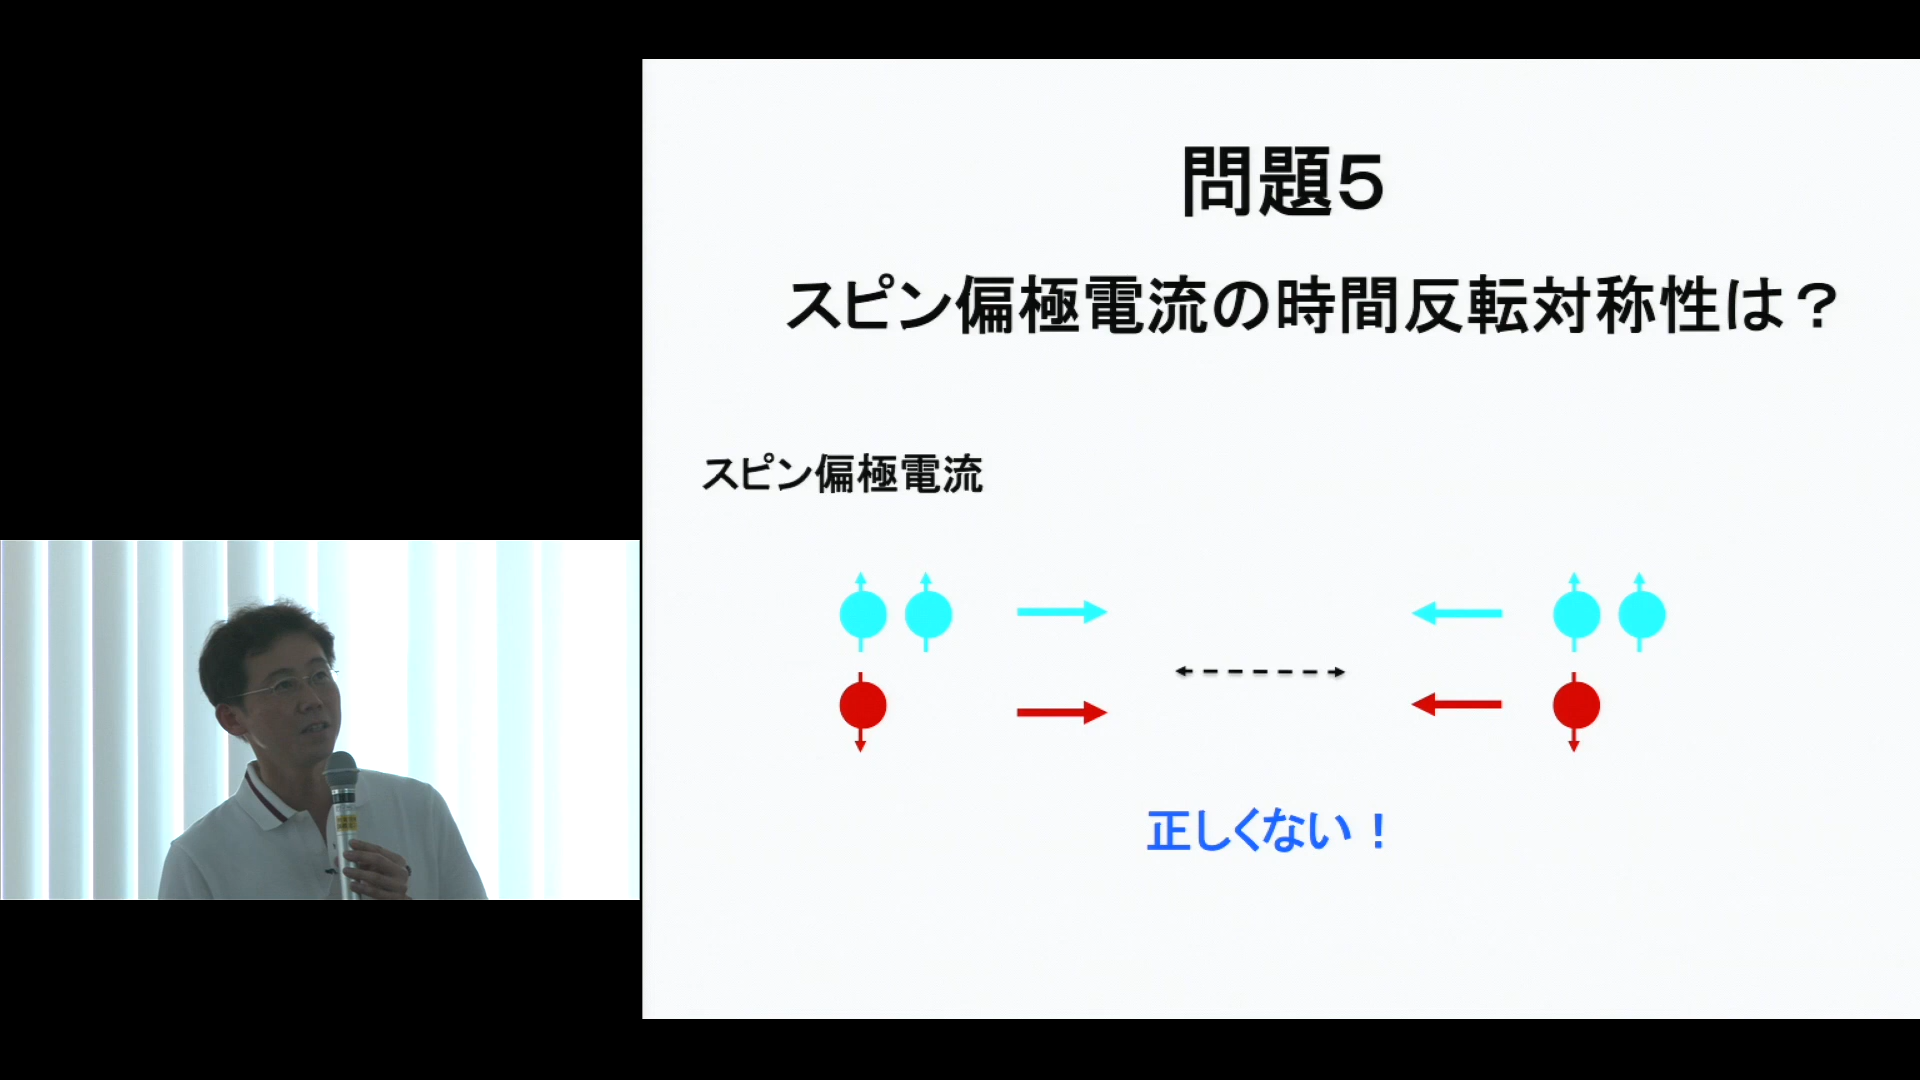 問題5
スピン偏極電流の時間反転対称性は？
スピン偏極電流
正しくない！